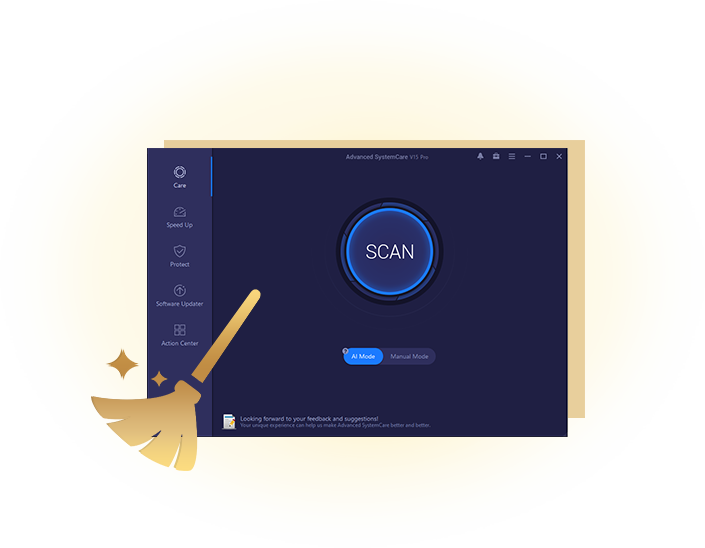 Advanced SystemCare V15 Pro
Care
Speed Up
Protect
Software Updater
Action Center
SCAN
AI Mode
Manual Mode
Looking forward to your feedback and suggestions!
Your unique experience can help us make Advanced SystemCare better and better.